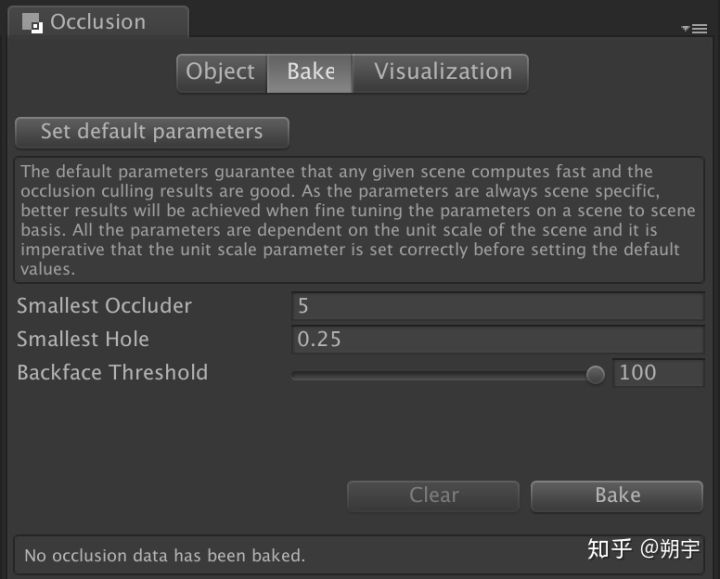 Occlusion
Object Bake Visualization
Set default parameters
The default parameters guarantee that any given scene computes fast and the
occlusion culling results are good. As the parameters are always scene specific,
better results will be achieved when fine tuning the parameters on a scene to scene
basis. All the parameters are dependent on the unit scale of the scene and it is
imperative that the unit scale parameter is set correctly before setting the default
values.
Smallest Occluder 5
Smallest Hole 0.25
Backface Threshold 100
Clear Bake
No occlusion data has been baked.
知乎 @朔宇